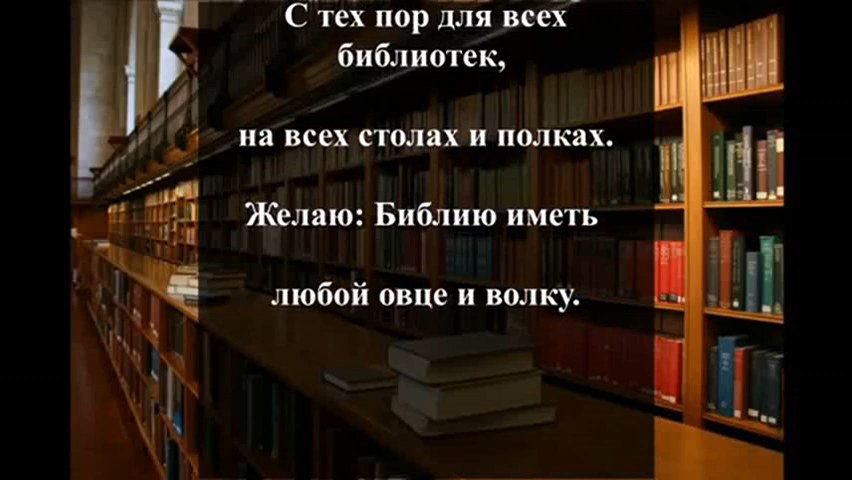 С тех пор для всех
библиотек,
на всех столах и полках.
Желаю: Библию иметь
любой овце и волку.